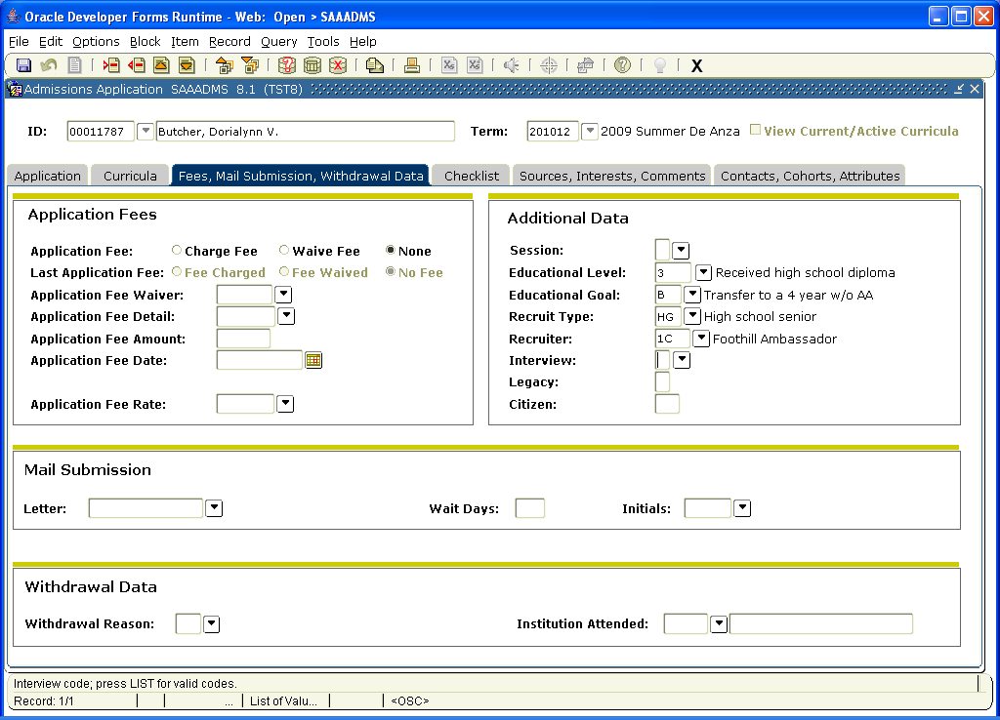 Oracle Developer Forms Runtime - Web: Open > SAAADMS
File Edit Options Block Item Record Query Tools Help
X
Admissions Application SAAADMS 8.1 (TST8)
ID: 00011787 Butcher, Dorialynn V. Term: 201012 2009 Summer De Anza View Current/Active Curricula
Application Curricula Fees, Mail Submission, Withdrawal Data Checklist Sources, Interests, Comments Contacts, Cohorts, Attributes
Application Fees
Application Fee: Charge Fee Waive Fee None
Last Application Fee: Fee Charged Fee Waived No Fee
Application Fee Waiver:
Application Fee Detail:
Application Fee Amount:
Application Fee Date:
Application Fee Rate:
Additional Data
Session:
Educational Level: 3 Received high school diploma
Educational Goal: B Transfer to a 4 year w/o AA
Recruit Type: HG High school senior
Recruiter: 1C Foothill Ambassador
Interview:
Legacy:
Citizen:
Mail Submission
Letter: Wait Days: Initials:
Withdrawal Data
Withdrawal Reason: Institution Attended:
Interview code; press LIST for valid codes.
Record: 1/1 ... List of Valu... <OSC>